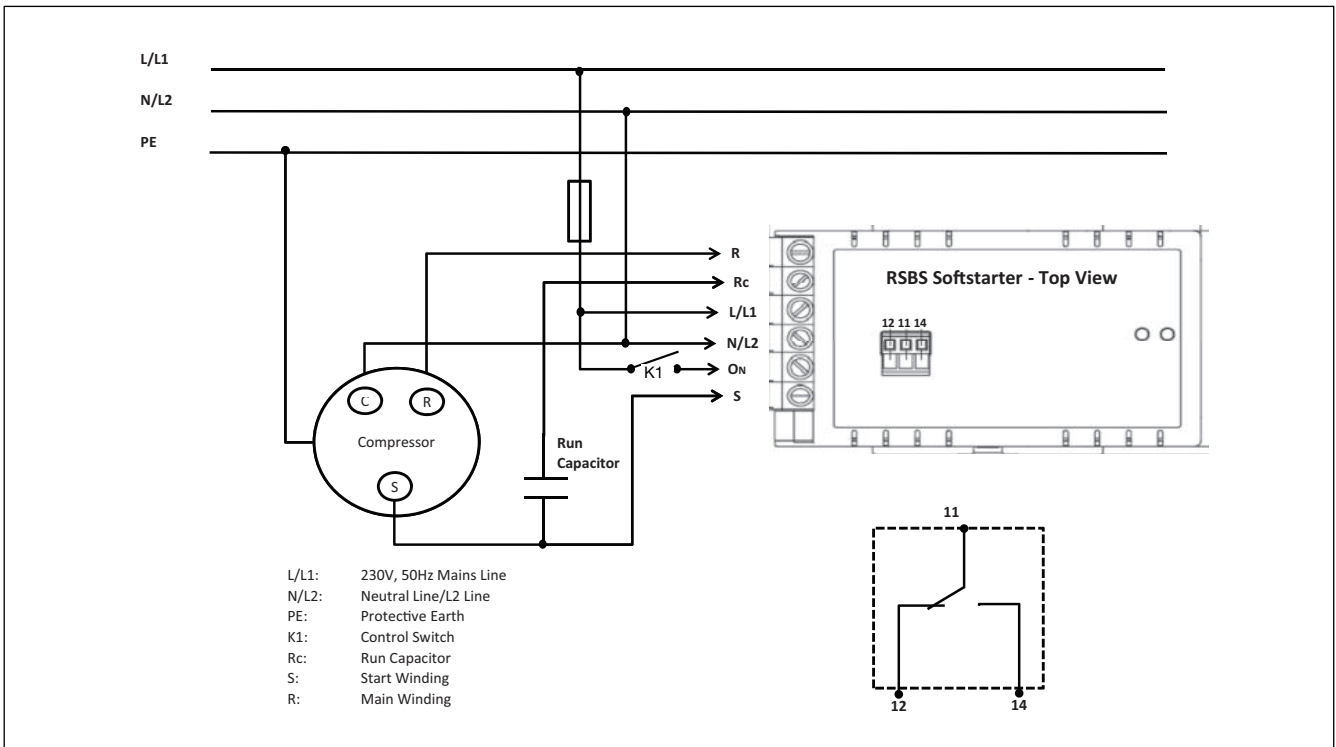 L/L1
N/L2
PE
R
Rc
L/L1
N/L2
K1
ON
S
RSBS Softstarter - Top View
12 11 14
C
R
Compressor
S
Run
Capacitor
11
12
14
L/L1: 230V, 50Hz Mains Line
N/L2: Neutral Line/L2 Line
PE: Protective Earth
K1: Control Switch
Rc: Run Capacitor
S: Start Winding
R: Main Winding